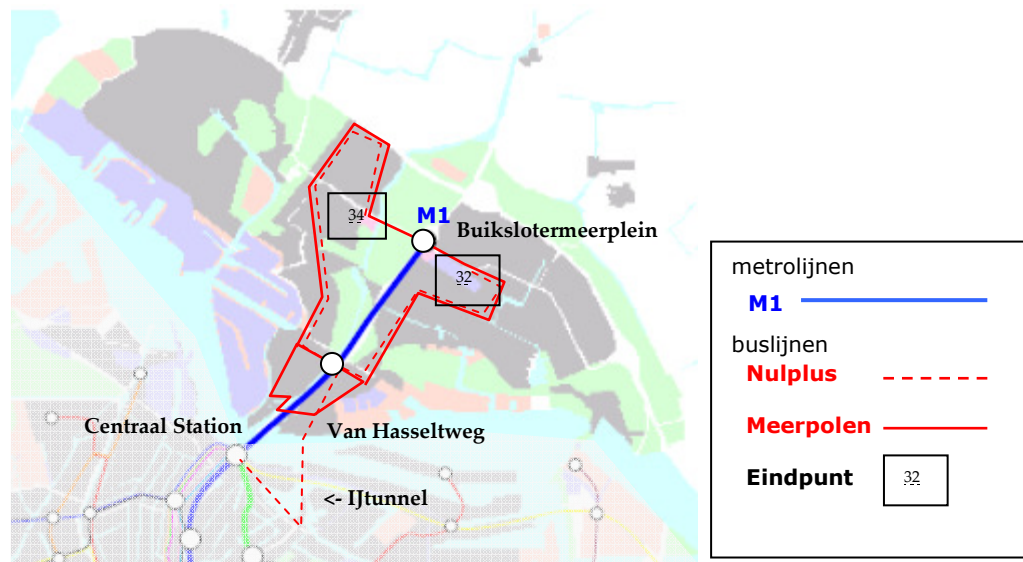 34
M1
Buikslotermeerplein
32
Centraal Station
Van Hasseltweg
<- IJtunnel
metrolijnen
M1
buslijnen
Nulplus
Meerpolen
Eindpunt
32